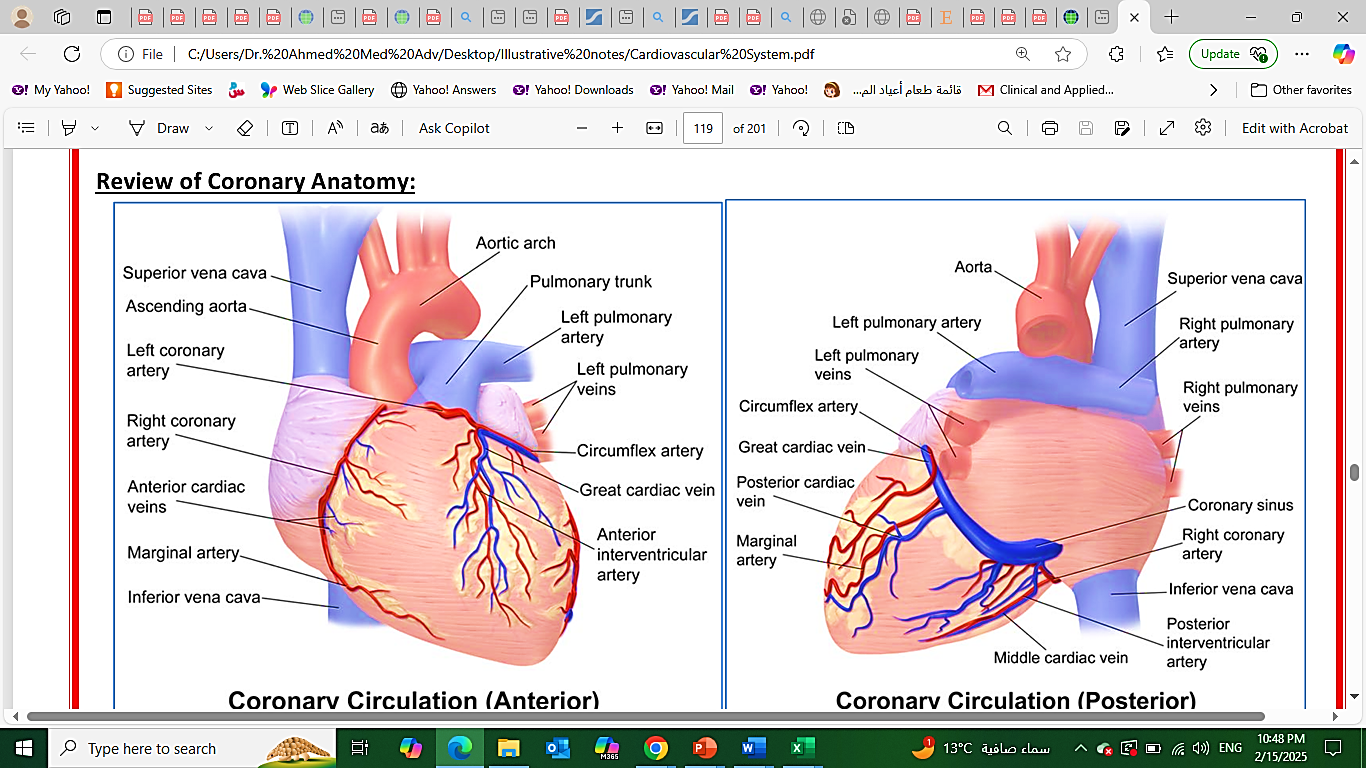 File
C:/Users/Dr.%20Ahmed%20Med%20Adv/Desktop/Illustrative%20notes/Cardiovascular%20System.pdf
Update
My Yahoo!
Suggested Sites
Web Slice Gallery
Yahoo! Answers
Yahoo! Downloads
Yahoo! Mail
Yahoo!
قائمة طعام أعياد الم...
Clinical and Applied...
Other favorites
Draw
Ask Copilot
119
of 201
Edit with Acrobat
Review of Coronary Anatomy:
Superior vena cava
Ascending aorta
Left coronary
artery
Right coronary
artery
Anterior cardiac
veins
Marginal artery
Inferior vena cava
Aortic arch
Pulmonary trunk
Left pulmonary
artery
Left pulmonary
veins
Circumflex artery
Great cardiac vein
Anterior
interventricular
artery
Coronary Circulation (Anterior)
Aorta
Left pulmonary artery
Left pulmonary
veins
Circumflex artery
Great cardiac vein
Posterior cardiac
vein
Marginal
artery
Superior vena cava
Right pulmonary
artery
Right pulmonary
veins
Coronary sinus
Right coronary
artery
Inferior vena cava
Posterior
interventricular
artery
Middle cardiac vein
Coronary Circulation (Posterior)
Type here to search
M365
1
13°C سماء صافية
ENG
10:48 PM
2/15/2025